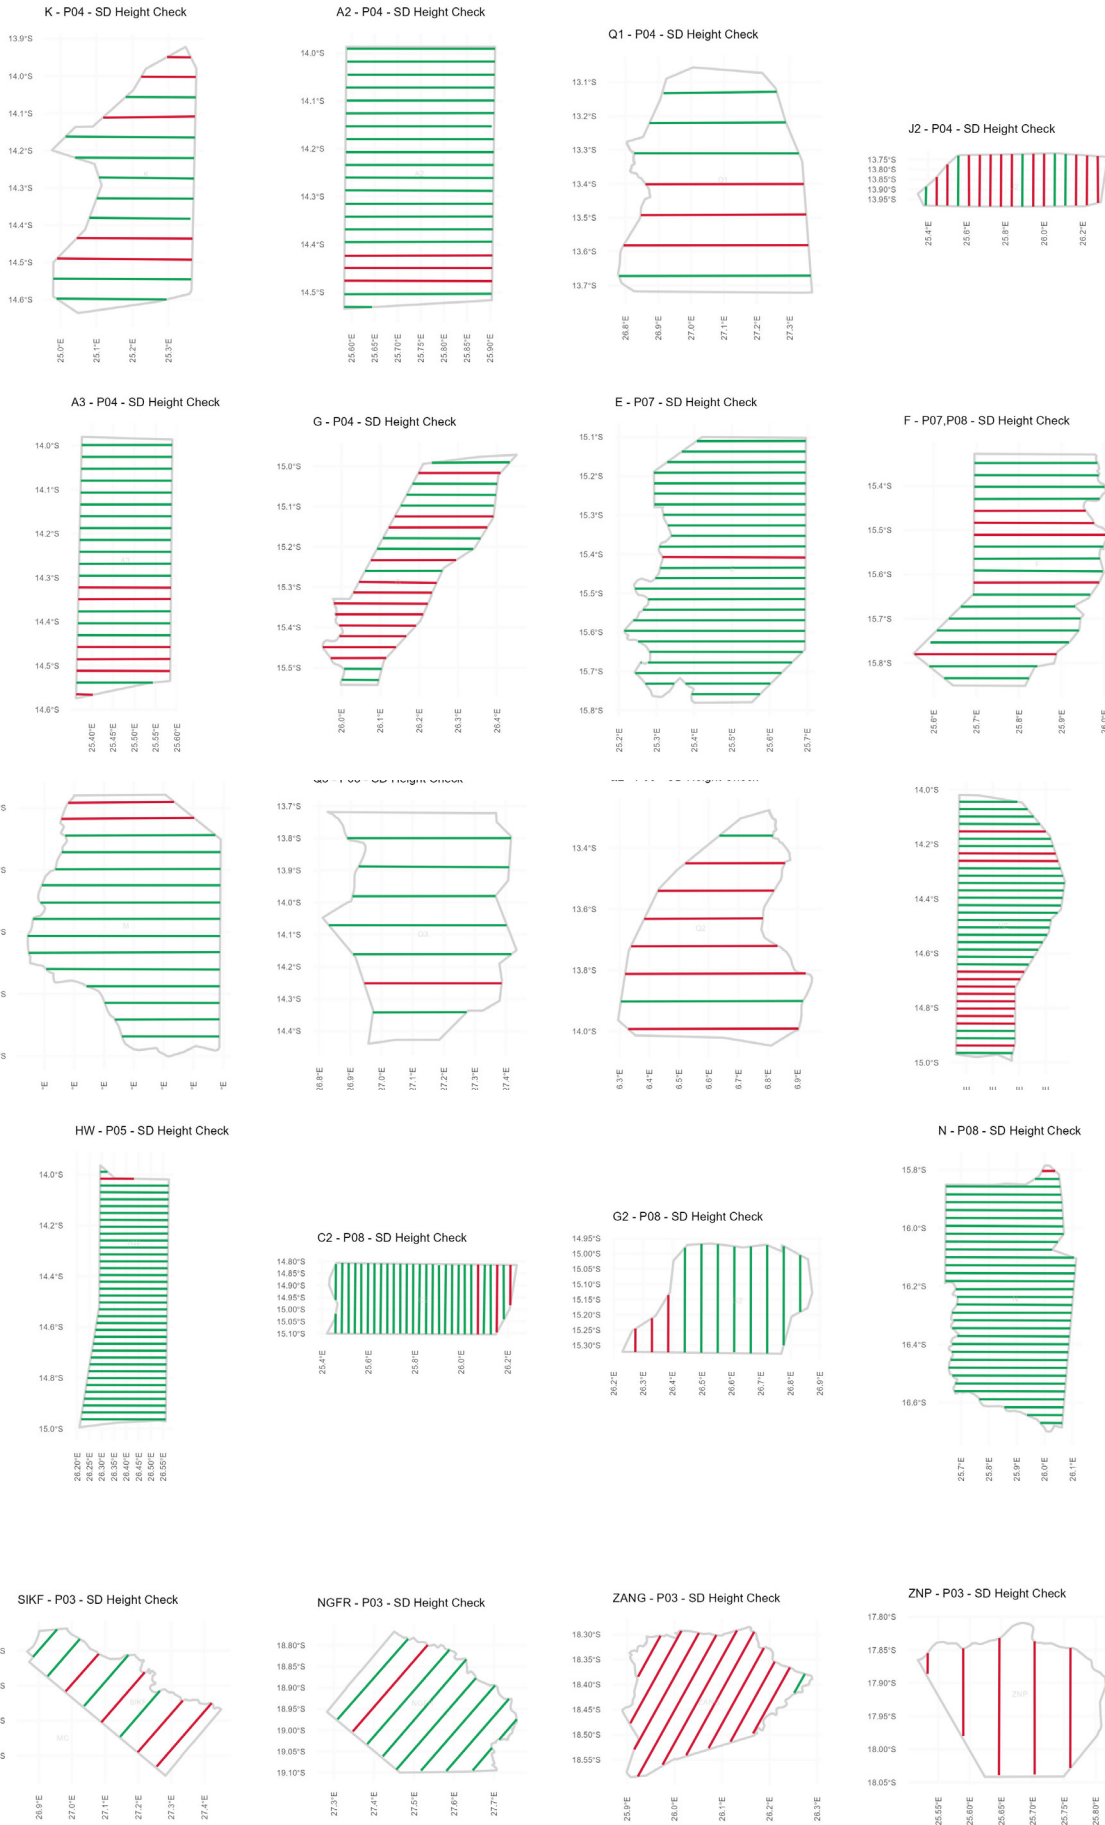 K - P04 - SD Height Check
13.9°S
14.0°S
14.1°S
14.2°S
14.3°S
14.4°S
14.5°S
14.6°S
25.0°E
25.1°E
25.2°E
25.3°E
A2 - P04 - SD Height Check
14.0°S
14.1°S
14.2°S
14.3°S
14.4°S
14.5°S
A2
25.60°E
25.65°E
25.70°E
25.75°E
25.80°E
25.85°E
25.90°E
Q1 - P04 - SD Height Check
13.1°S
13.2°S
13.3°S
13.4°S
13.5°S
13.6°S
13.7°S
Q1
26.8°E
26.9°E
27.0°E
27.1°E
27.2°E
27.3°E
J2 - P04 - SD Height Check
13.75°S
13.80°S
13.85°S
13.90°S
13.95°S
25.4°E
25.6°E
25.8°E
26.0°E
26.2°E
A3 - P04 - SD Height Check
14.0°S
14.1°S
14.2°S
14.3°S
14.4°S
14.5°S
14.6°S
25.40°E
25.45°E
25.50°E
25.55°E
25.60°E
G - P04 - SD Height Check
15.0°S
15.1°S
15.2°S
15.3°S
15.4°S
15.5°S
26.0°E
26.1°E
26.2°E
26.3°E
26.4°E
E - P07 - SD Height Check
15.1°S
15.2°S
15.3°S
15.4°S
15.5°S
15.6°S
15.7°S
15.8°S
25.2°E
25.3°E
25.4°E
25.5°E
25.6°E
25.7°E
F - P07,P08 - SD Height Check
15.4°S
15.5°S
15.6°S
15.7°S
15.8°S
25.6°E
25.7°E
25.8°E
25.9°E
M
13.7°S
13.8°S
13.9°S
14.0°S
14.1°S
14.2°S
14.3°S
14.4°S
Q3
26.9°E
27.0°E
27.1°E
27.2°E
27.3°E
27.4°E
13.4°S
13.6°S
13.8°S
14.0°S
Q2
6.3°E
6.4°E
6.5°E
6.6°E
6.7°E
6.8°E
6.9°E
14.0°S
14.2°S
14.4°S
14.6°S
14.8°S
15.0°S
HW - P05 - SD Height Check
14.0°S
14.2°S
14.4°S
14.6°S
14.8°S
15.0°S
26.20°E
26.25°E
26.30°E
26.35°E
26.40°E
26.45°E
26.50°E
26.55°E
C2 - P08 - SD Height Check
14.80°S
14.85°S
14.90°S
14.95°S
15.00°S
15.05°S
15.10°S
25.4°E
25.6°E
25.8°E
26.0°E
26.2°E
G2 - P08 - SD Height Check
14.95°S
15.00°S
15.05°S
15.10°S
15.15°S
15.20°S
15.25°S
15.30°S
26.2°E
26.3°E
26.4°E
26.5°E
26.6°E
26.7°E
26.8°E
26.9°E
N - P08 - SD Height Check
15.8°S
16.0°S
16.2°S
16.4°S
16.6°S
25.7°E
25.8°E
25.9°E
26.0°E
26.1°E
SIKF - P03 - SD Height Check
26.9°E
27.0°E
27.1°E
27.2°E
27.3°E
27.4°E
NGFR - P03 - SD Height Check
18.80°S
18.85°S
18.90°S
18.95°S
19.00°S
19.05°S
19.10°S
27.3°E
27.4°E
27.5°E
27.6°E
27.7°E
ZANG - P03 - SD Height Check
18.30°S
18.35°S
18.40°S
18.45°S
18.50°S
18.55°S
25.9°E
26.0°E
26.1°E
26.2°E
26.3°E
ZNP - P03 - SD Height Check
17.80°S
17.85°S
17.90°S
17.95°S
18.00°S
18.05°S
ZNP
25.55°E
25.60°E
25.65°E
25.70°E
25.75°E
25.80°E